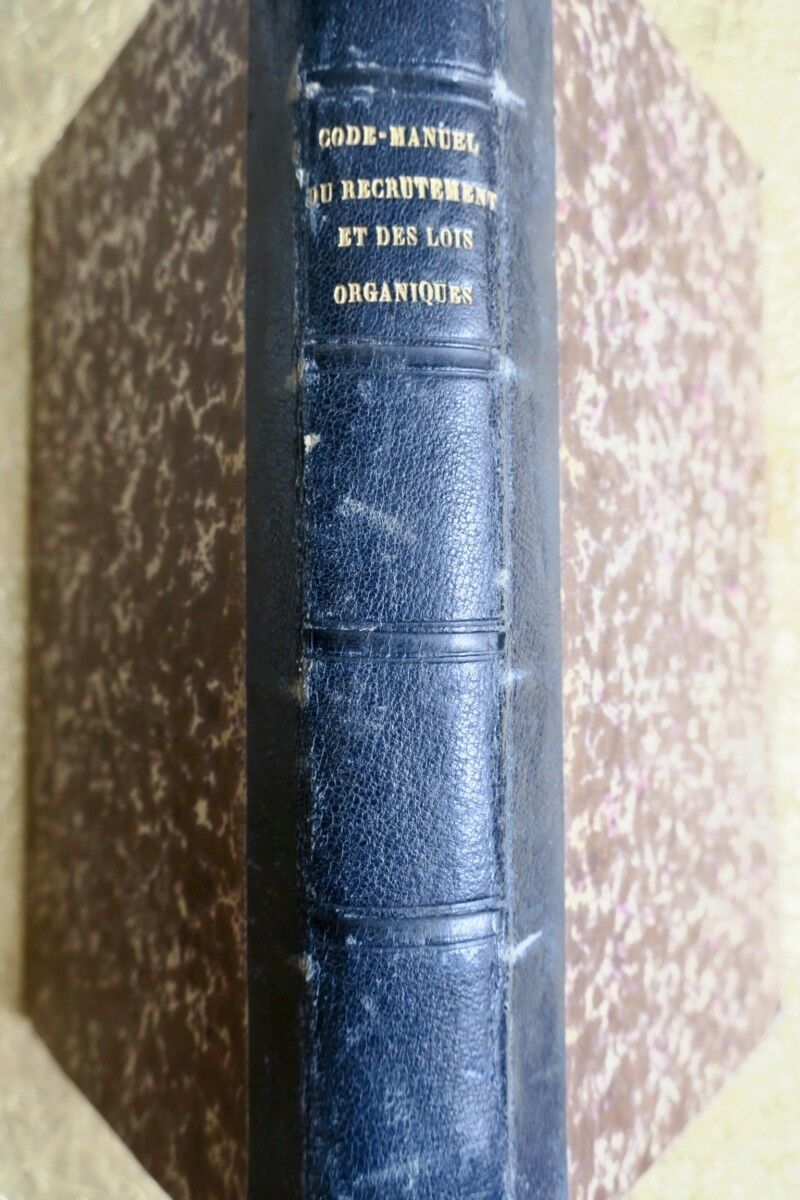 CODE-MANUEL
DU RECRUTEMENT
ET DES LOIS
ORGANIQUES